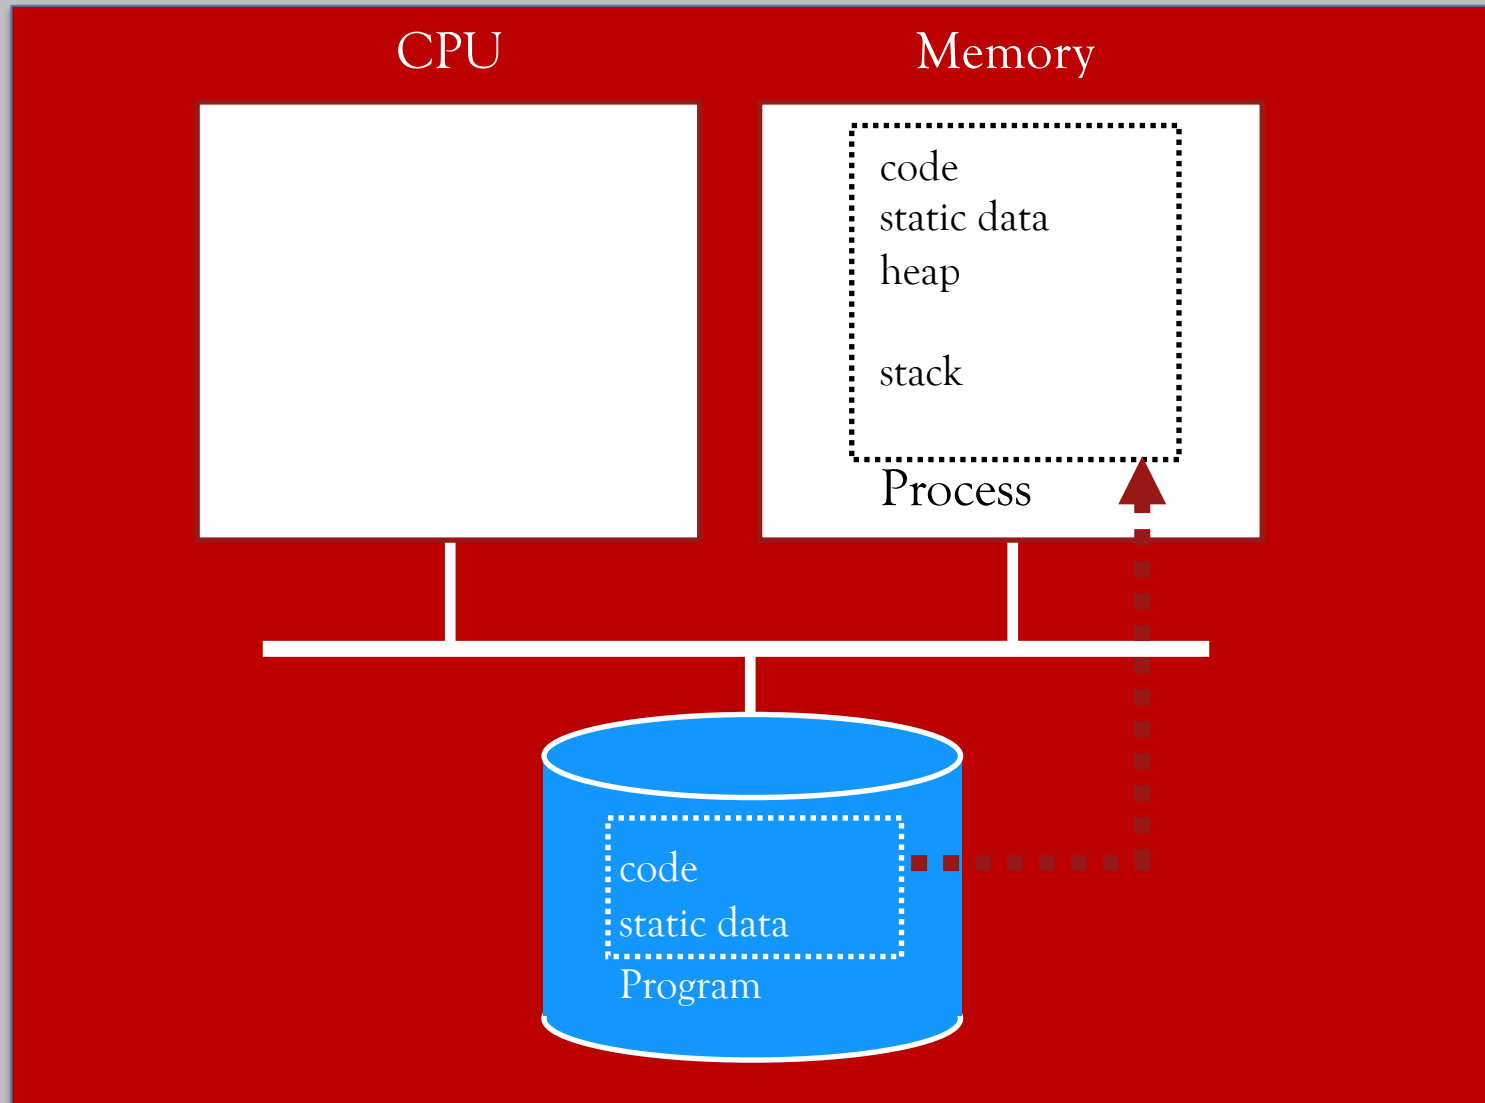 CPU
Memory
code
static data
heap
stack
Process
code
static data
Program